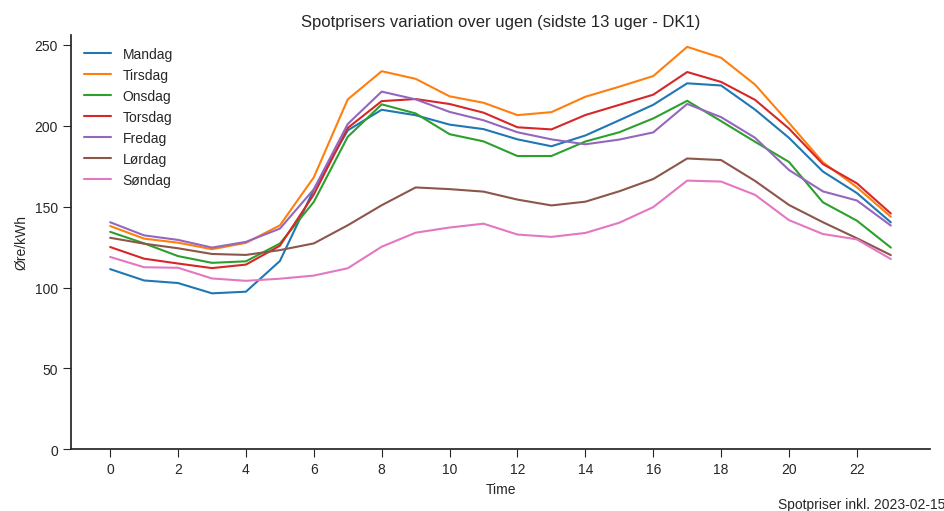 Spotprisers variation over ugen (sidste 13 uger - DK1)
250
200
150
100
50
0
Øre/kWh
Mandag
Tirsdag
Onsdag
Torsdag
Fredag
Lørdag
Søndag
0 2 4 6 8 10 12 14 16 18 20 22
Time
Spotpriser inkl. 2023-02-15